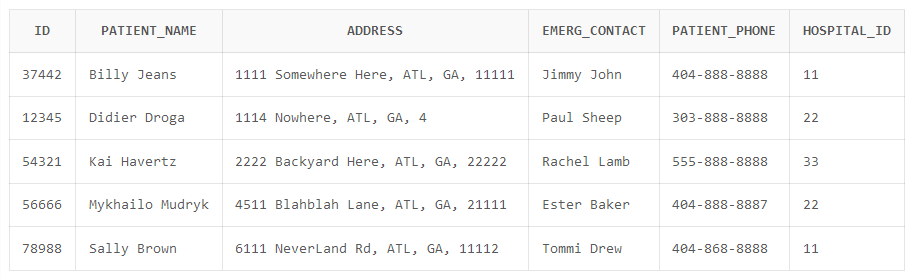 ID PATIENT_NAME ADDRESS EMERG_CONTACT PATIENT_PHONE HOSPITAL_ID
37442 Billy Jeans 1111 Somewhere Here, ATL, GA, 11111 Jimmy John 404-888-8888 11
12345 Didier Droga 1114 Nowhere, ATL, GA, 4 Paul Sheep 303-888-8888 22
54321 Kai Havertz 2222 Backyard Here, ATL, GA, 22222 Rachel Lamb 555-888-8888 33
56666 Mykhailo Mudryk 4511 Blahblah Lane, ATL, GA, 21111 Ester Baker 404-888-8887 22
78988 Sally Brown 6111 NeverLand Rd, ATL, GA, 11112 Tommi Drew 404-868-8888 11